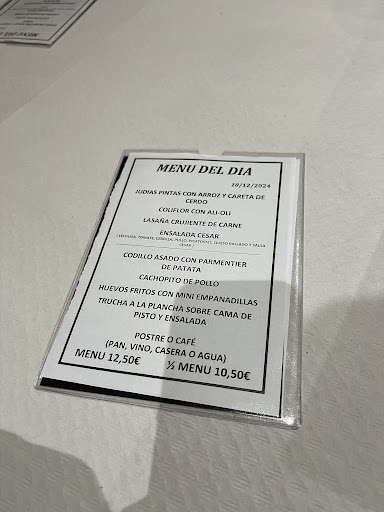 MENU DEL DIA
18/12/2024
JUDIAS PINTAS CON ARROZ Y CARETA DE
CERDO
COLIFLOR CON ALI-OLI
LASAÑA CRUJIENTE DE CARNE
ENSALADA CESAR
CODILLO ASADO CON PARMENTIER
DE PATATA
CACHOPITO DE POLLO
HUEVOS FRITOS CON MINI EMPANADILLAS
TRUCHA A LA PLANCHA SOBRE CAMA DE
PISTO Y ENSALADA
POSTRE O CAFÉ
(PAN, VINO, CASERA O AGUA)
MENU 12,50€ ½ MENU 10,50€